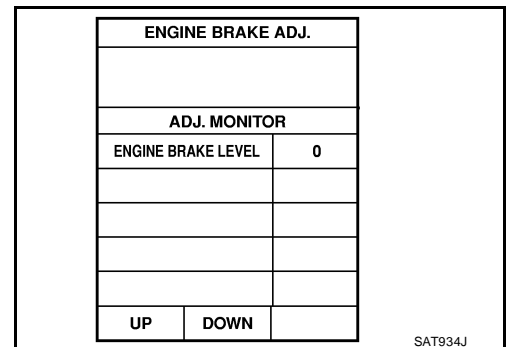 ENGINE BRAKE ADJ.
ADJ. MONITOR
ENGINE BRAKE LEVEL 0
UP DOWN
SAT934J